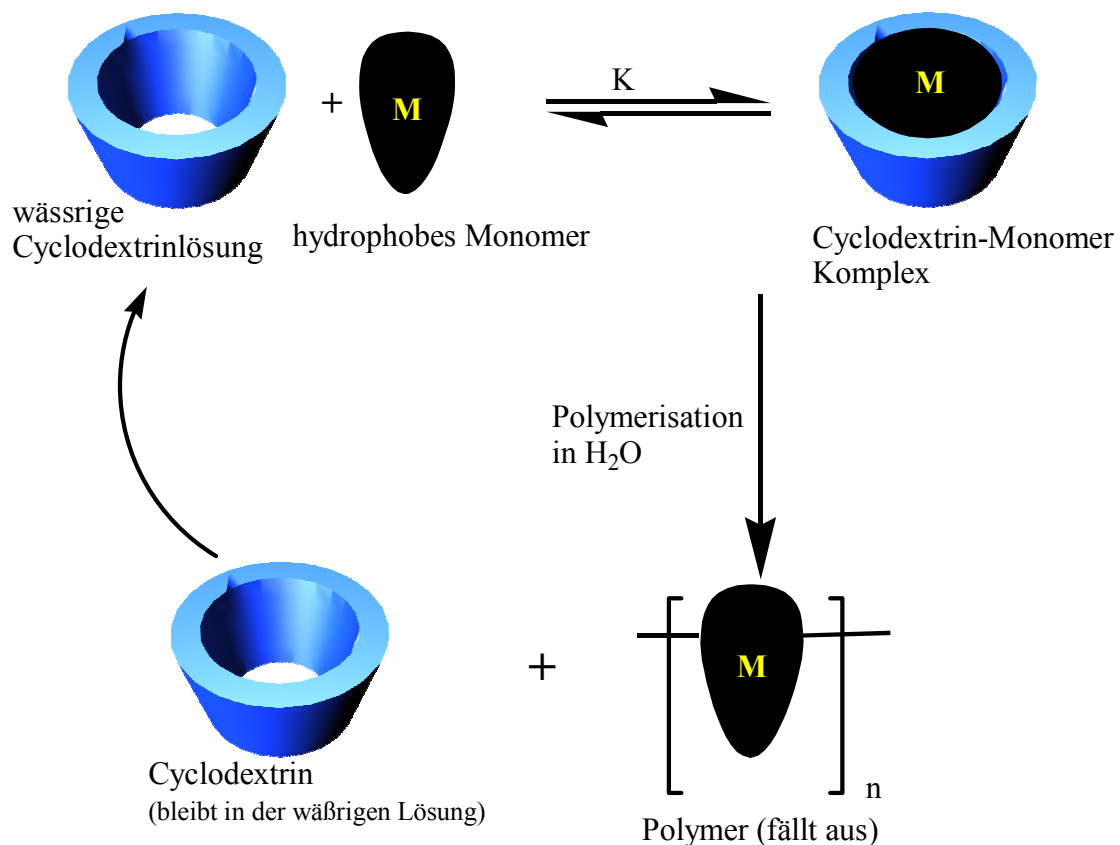 wässrige
Cyclodextrinlösung
+
M
hydrophobes Monomer
K
M
Cyclodextrin-Monomer
Komplex
Polymerisation
in H₂O
Cyclodextrin
(bleibt in der wäßrigen Lösung)
+
M
n
Polymer (fällt aus)